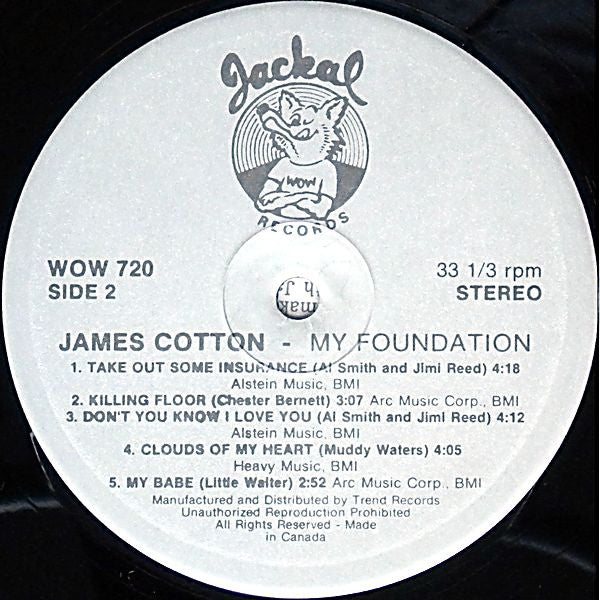 Jackal
WOW
RECORDS
WOW 720
33 1/3 rpm
SIDE 2
STEREO
JAMES COTTON - MY FOUNDATION
1. TAKE OUT SOME INSURANCE (Al Smith and Jimi Reed) 4:18
Alstein Music, BMI
2. KILLING FLOOR (Chester Bernett) 3:07 Arc Music Corp., BMI
3. DON'T YOU KNOW I LOVE YOU (Al Smith and Jimi Reed) 4:12
Alstein Music, BMI
4. CLOUDS OF MY HEART (Muddy Waters) 4:05
Heavy Music, BMI
5. MY BABE (Little Walter) 2:52 Arc Music Corp., BMI
Manufactured and Distributed by Trend Records
Unauthorized Reproduction Prohibited
All Rights Reserved - Made
in Canada